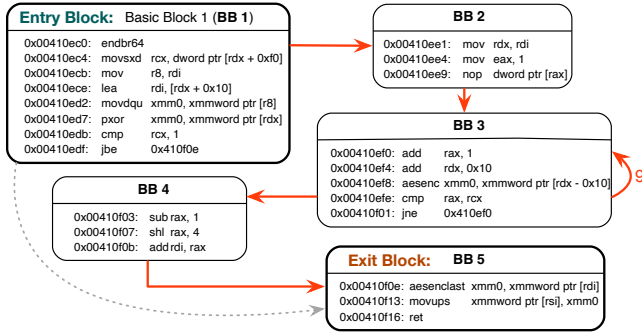 Entry Block: Basic Block 1 (BB 1)
0x00410ec0: endbr64
0x00410ec4: movsxd rcx, dword ptr [rdx + 0xf0]
0x00410ecb: mov r8, rdi
0x00410ece: lea rdi, [rdx + 0x10]
0x00410ed2: movdqu xmm0, xmmword ptr [r8]
0x00410ed7: pxor xmm0, xmmword ptr [rdx]
0x00410edb: cmp rcx, 1
0x00410edf: jbe 0x410f0e
BB 2
0x00410ee1: mov rdx, rdi
0x00410ee4: mov eax, 1
0x00410ee9: nop dword ptr [rax]
BB 3
0x00410ef0: add rax, 1
0x00410ef4: add rdx, 0x10
0x00410ef8: aesenc xmm0, xmmword ptr [rdx - 0x10]
0x00410efe: cmp rax, rcx
0x00410f01: jne 0x410ef0
9
BB 4
0x00410f03: sub rax, 1
0x00410f07: shl rax, 4
0x00410f0b: add rdi, rax
Exit Block: BB 5
0x00410f0e: aesenclast xmm0, xmmword ptr [rdi]
0x00410f13: movups xmmword ptr [rsi], xmm0
0x00410f16: ret